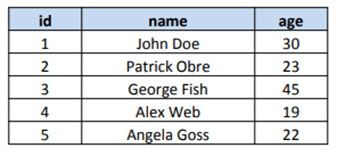 id name age
1 John Doe 30
2 Patrick Obre 23
3 George Fish 45
4 Alex Web 19
5 Angela Goss 22